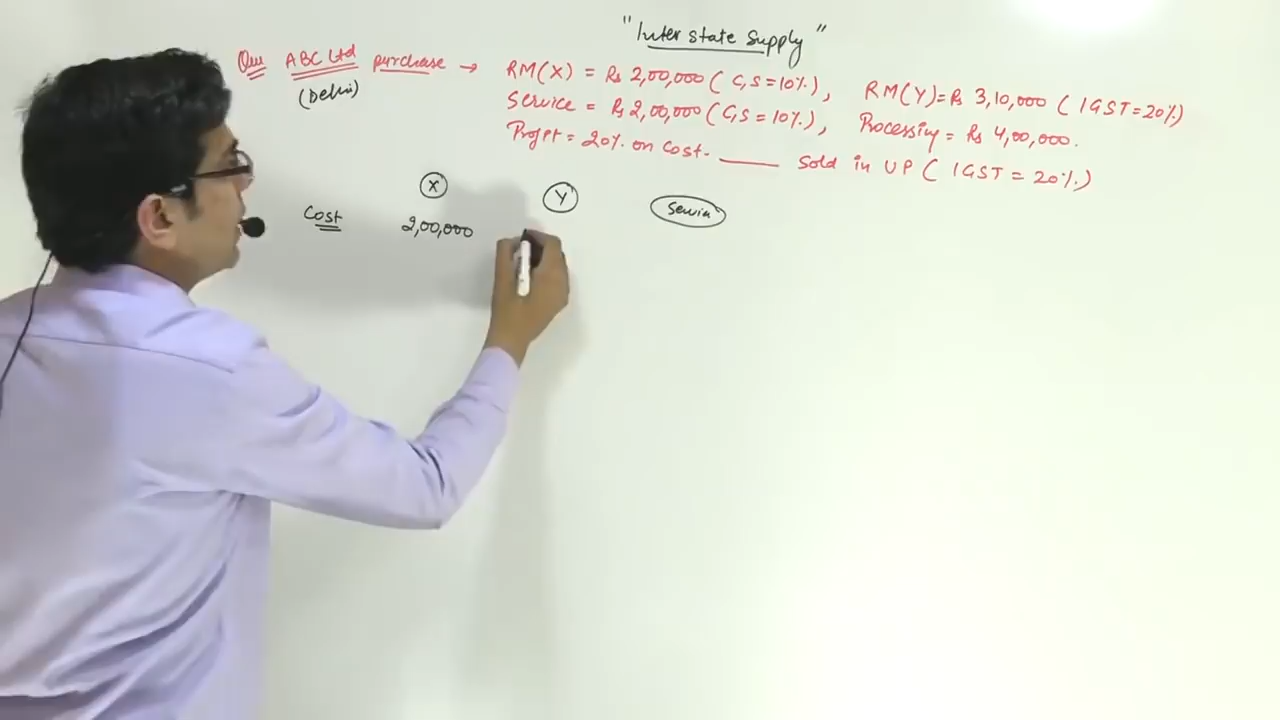 "Inter state Supply"
Que ABC Ltd purchase → RM(X) = Rs 2,00,000 (C,S=10%), RM(Y)=Rs 3,10,000 (IGST=20%)
(Delhi) Service = Rs 2,00,000 (C,S=10%), Processing = Rs 4,00,000.
Profit = 20% on cost. _____ Sold in UP (IGST = 20%)
X Y Service
Cost 2,00,000